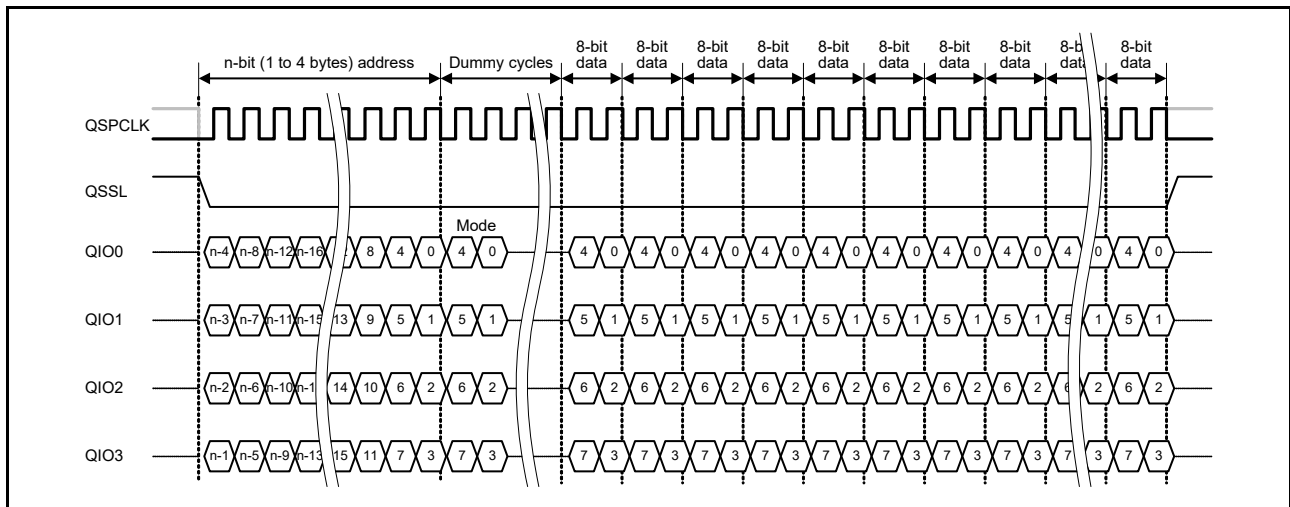 8-bit 8-bit 8-bit 8-bit 8-bit 8-bit 8-bit 8-bit 8-bit
n-bit (1 to 4 bytes) address Dummy cycles data data data data data data data data data
QSPCLK
QSSL
Mode
QIO0 n-4 n-8 n-12 n-16 8 4 0 4 0 4 0 4 0 4 0 4 0 4 0 4 0 4 0 4 0 4 0 4 0
QIO1 n-3 n-7 n-11 n-15 13 9 5 1 5 1 5 1 5 1 5 1 5 1 5 1 5 1 5 1 5 1 5 1 5 1
QIO2 n-2 n-6 n-10 14 10 6 2 6 2 6 2 6 2 6 2 6 2 6 2 6 2 6 2 6 2 6 2 6 2
QIO3 n-1 n-5 n-9 n-13 15 11 7 3 7 3 7 3 7 3 7 3 7 3 7 3 7 3 7 3 7 3 7 3 7 3